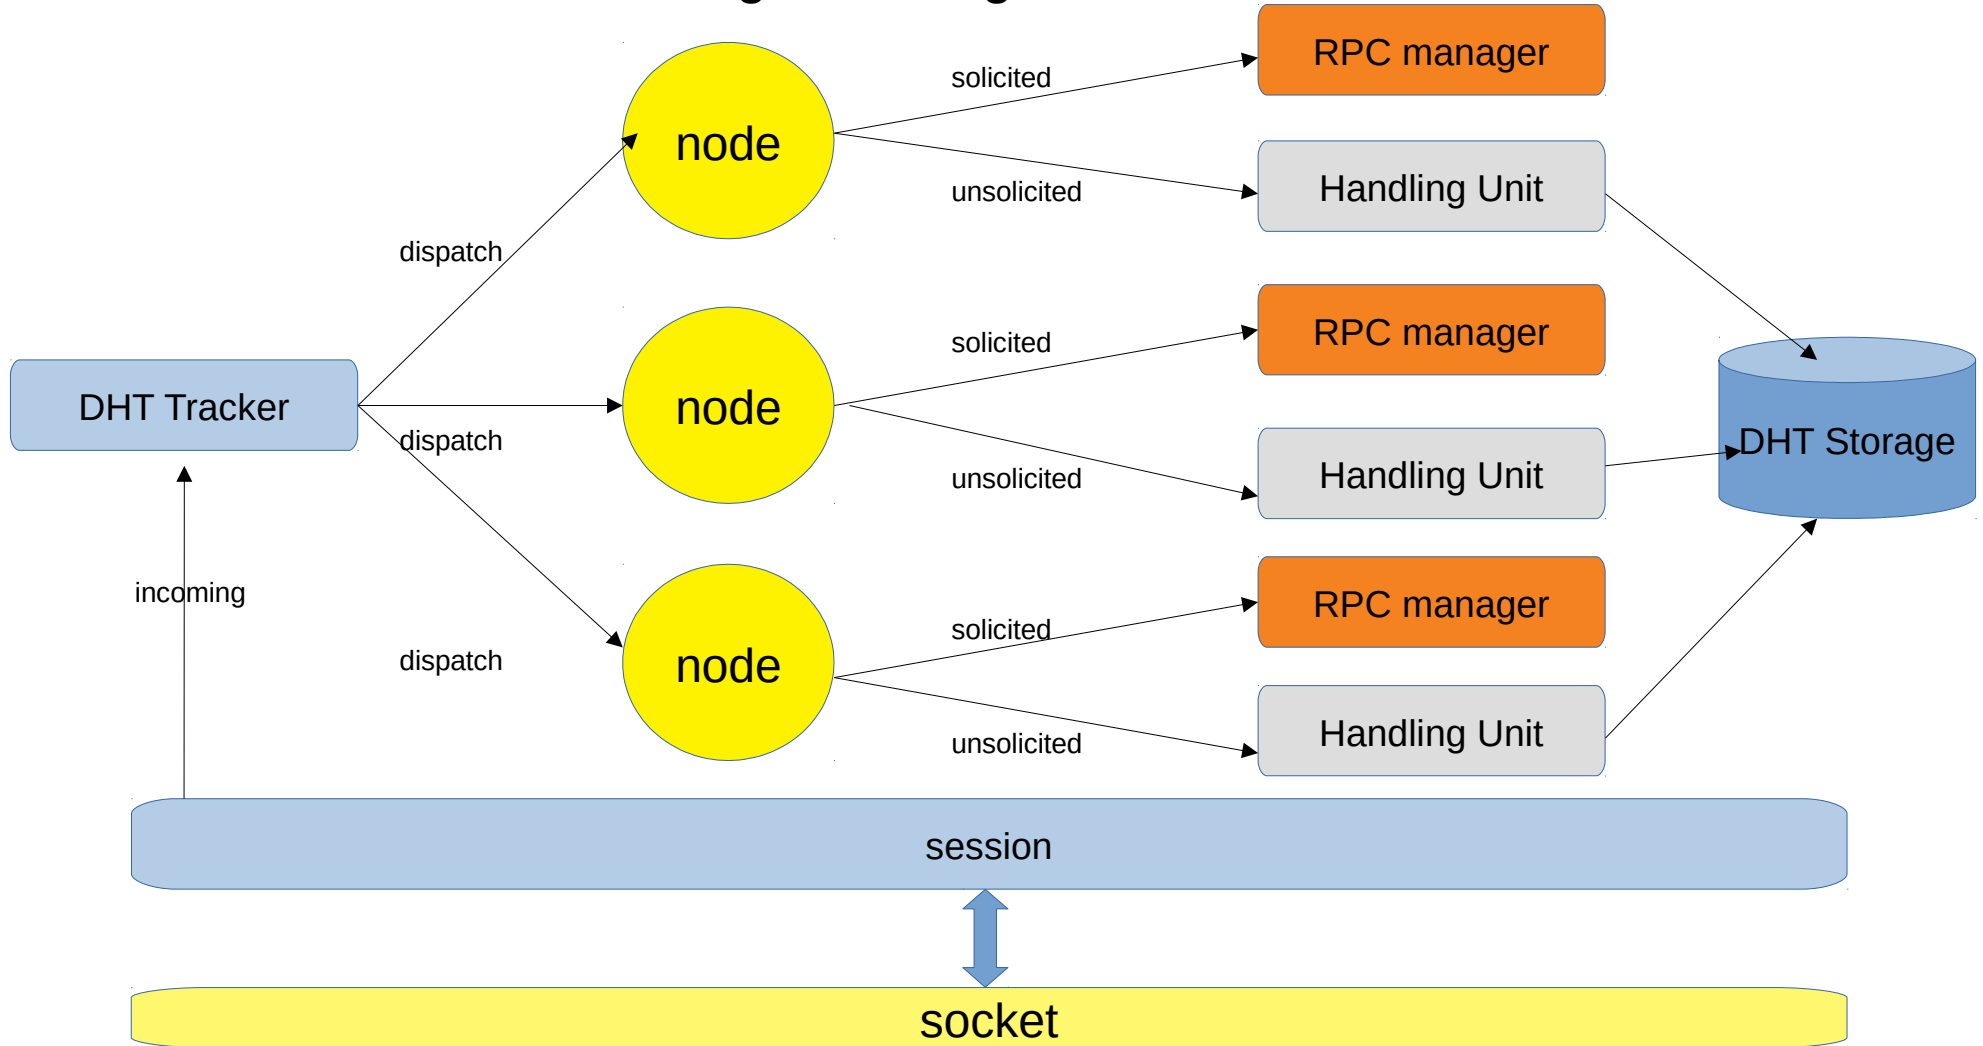 RPC manager
solicited
node
Handling Unit
unsolicited
dispatch
RPC manager
solicited
DHT Tracker
node
dispatch
DHT Storage
Handling Unit
unsolicited
incoming
RPC manager
solicited
dispatch
node
Handling Unit
unsolicited
session
socket